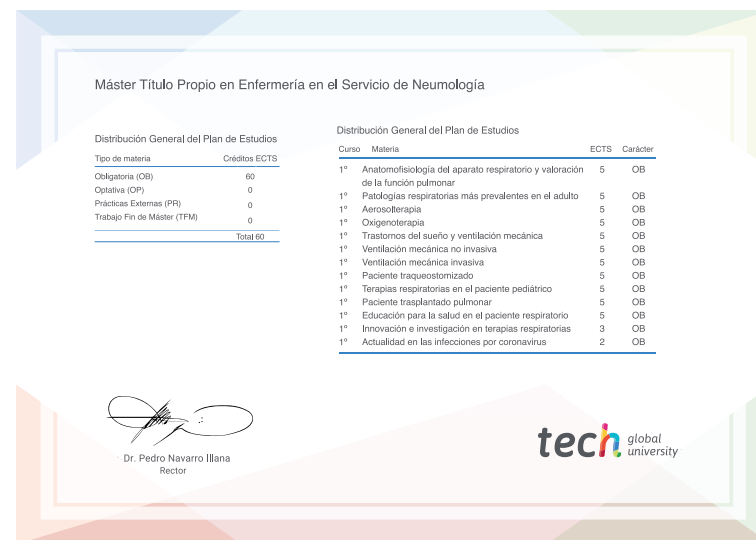 Máster Título Propio en Enfermería en el Servicio de Neumología
Distribución General del Plan de Estudios
Tipo de materia Créditos ECTS
Obligatoria (OB) 60
Optativa (OP) 0
Prácticas Externas (PR) 0
Trabajo Fin de Máster (TFM) 0
Total 60
Distribución General del Plan de Estudios
Curso Materia ECTS Carácter
1º Anatomofisiología del aparato respiratorio y valoración 5 OB
de la función pulmonar
1º Patologías respiratorias más prevalentes en el adulto 5 OB
1º Aerosolterapia 5 OB
1º Oxigenoterapia 5 OB
1º Trastornos del sueño y ventilación mecánica 5 OB
1º Ventilación mecánica no invasiva 5 OB
1º Ventilación mecánica invasiva 5 OB
1º Paciente traqueostomizado 5 OB
1º Terapias respiratorias en el paciente pediátrico 5 OB
1º Paciente trasplantado pulmonar 5 OB
1º Educación para la salud en el paciente respiratorio 5 OB
1º Innovación e investigación en terapias respiratorias 3 OB
1º Actualidad en las infecciones por coronavirus 2 OB
Dr. Pedro Navarro Illana
Rector
tech global
university